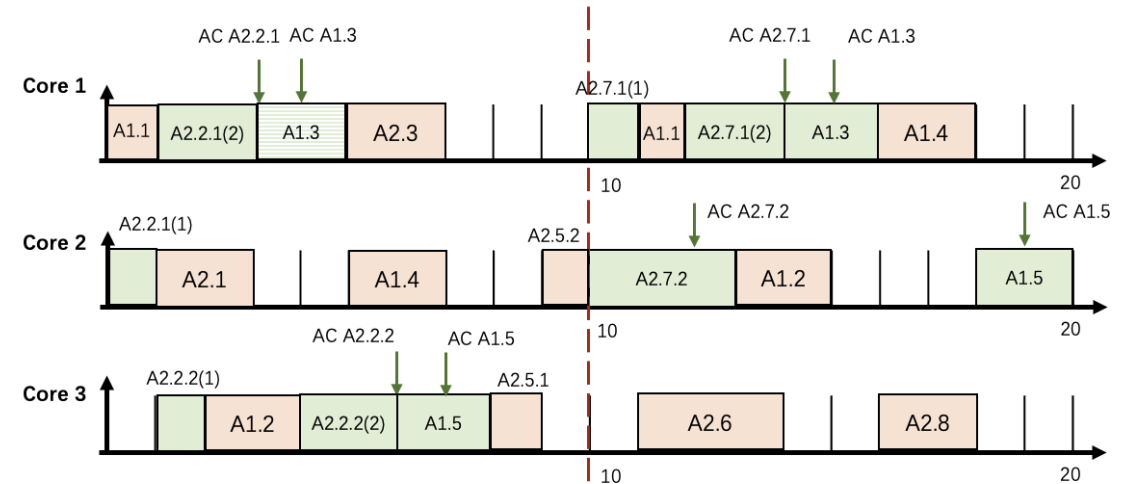 AC A2.2.1 AC A1.3 AC A2.7.1 AC A1.3
Core 1 A2.7.1(1)
A1.1 A2.2.1(2) A1.3 A2.3 A1.1 A2.7.1(2) A1.3 A1.4
10 20
AC A2.7.2 AC A1.5
A2.2.1(1)
Core 2 A2.5.2
A2.1 A1.4 A2.7.2 A1.2 A1.5
10 20
AC A2.2.2 AC A1.5
A2.2.2(1) A2.5.1
Core 3
A1.2 A2.2.2(2) A1.5 A2.6 A2.8
10 20